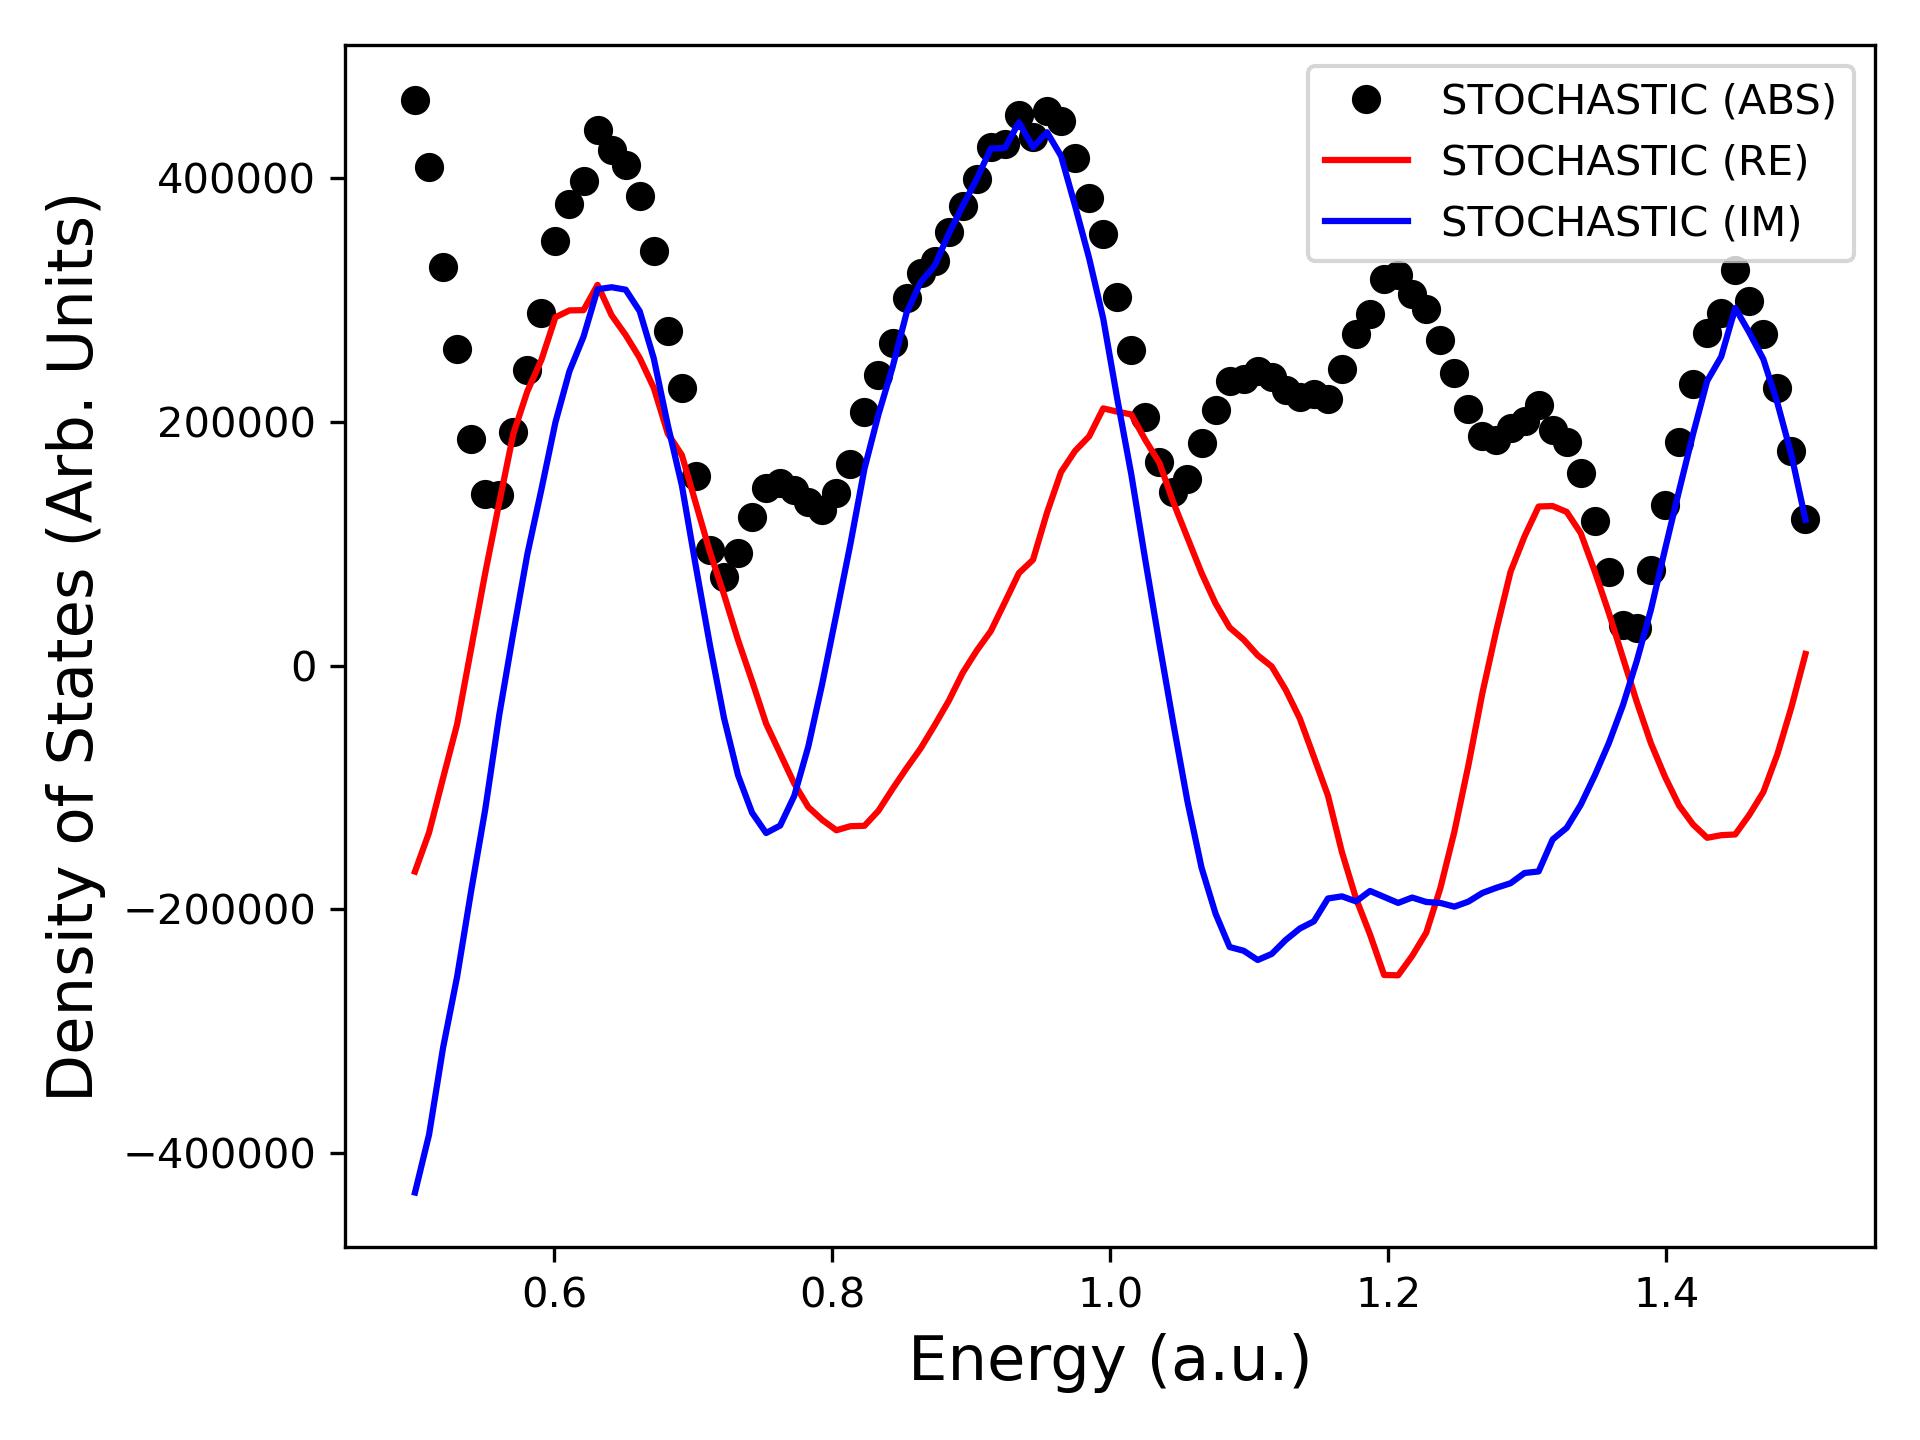 STOCHASTIC (ABS)
STOCHASTIC (RE)
STOCHASTIC (IM)
Density of States (Arb. Units)
400000
200000
0
−200000
−400000
0.6 0.8 1.0 1.2 1.4
Energy (a.u.)